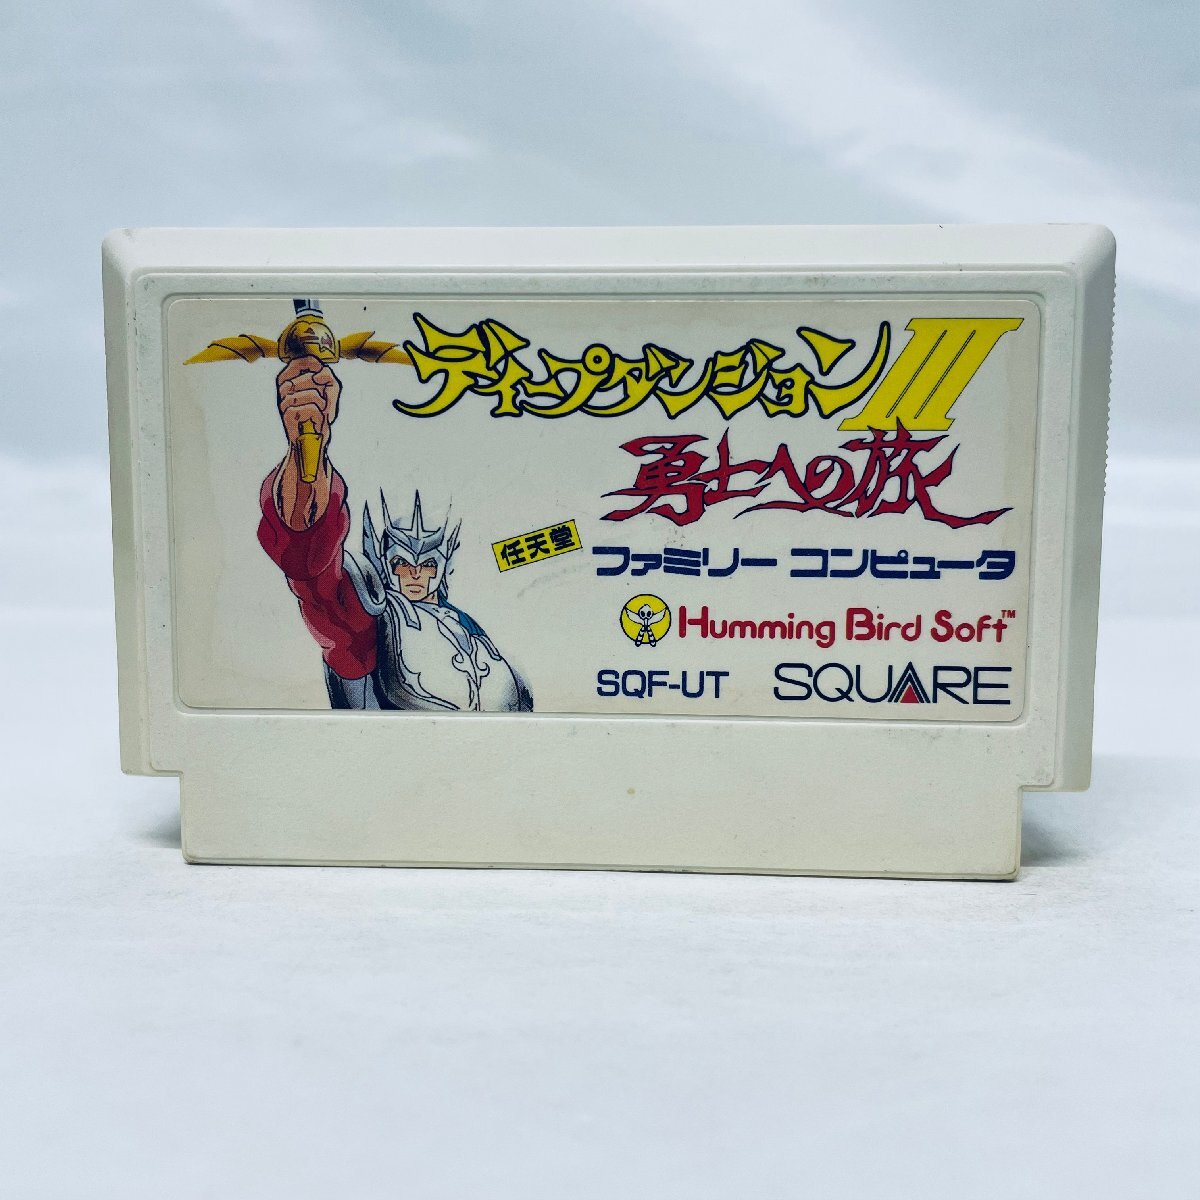 ディープダンジョンIII
勇士への旅
任天堂
ファミリー コンピュータ
Humming Bird Soft™
SQF-UT SQUARE